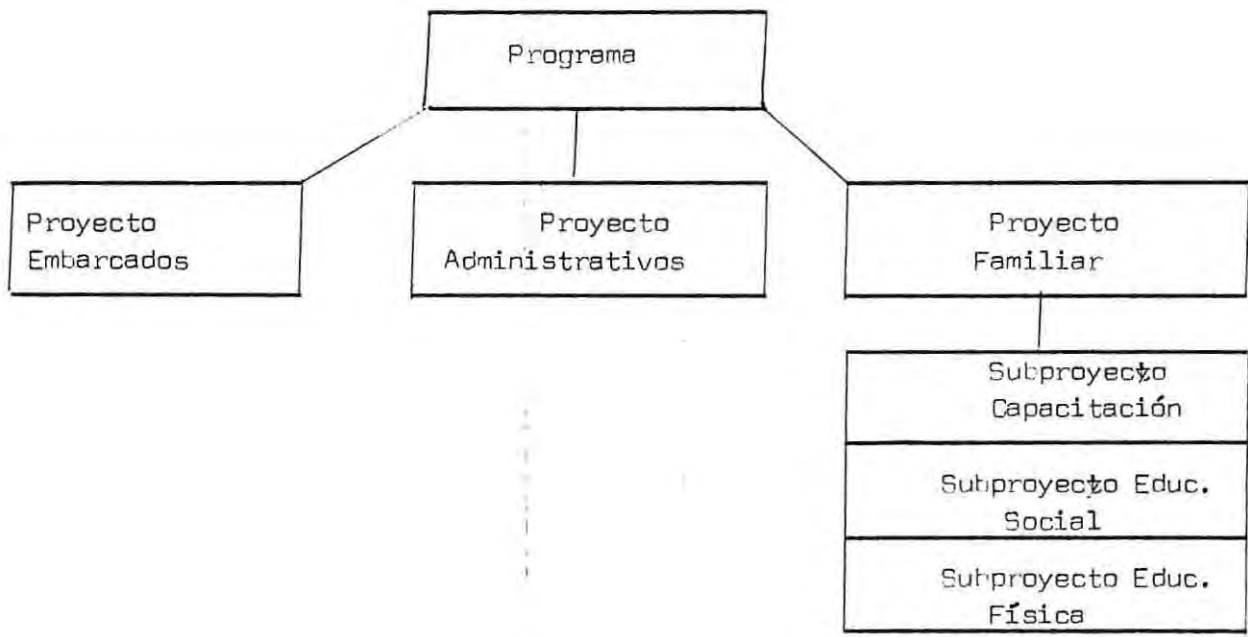 Programa
Proyecto
Embarcados
Proyecto
Administrativos
Proyecto
Familiar
Subproyecto
Capacitación
Subproyecto Educ.
Social
Subproyecto Educ.
Física